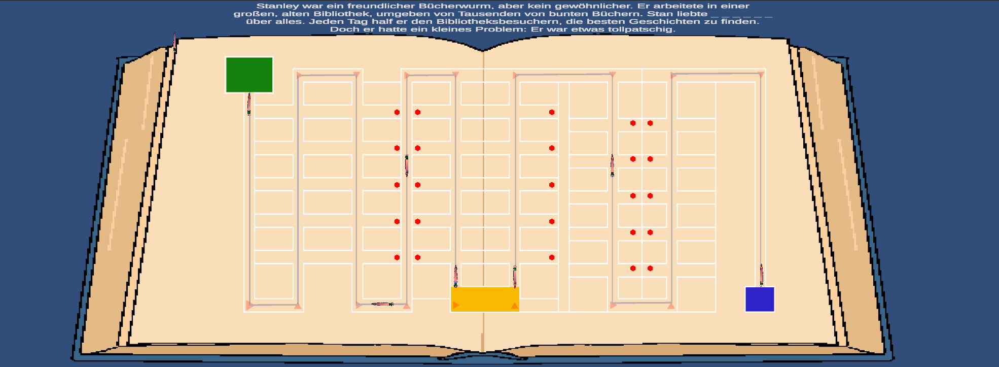 Stanley war ein freundlicher Bücherwurm, aber kein gewöhnlicher. Er arbeitete in einer
großen, alten Bibliothek, umgeben von Tausenden von bunten Büchern. Stan liebte _ _ _ _ _ _ _
über alles. Jeden Tag half er den Bibliotheksbesuchern, die besten Geschichten zu finden.
Doch er hatte ein kleines Problem: Er war etwas tollpatschig.